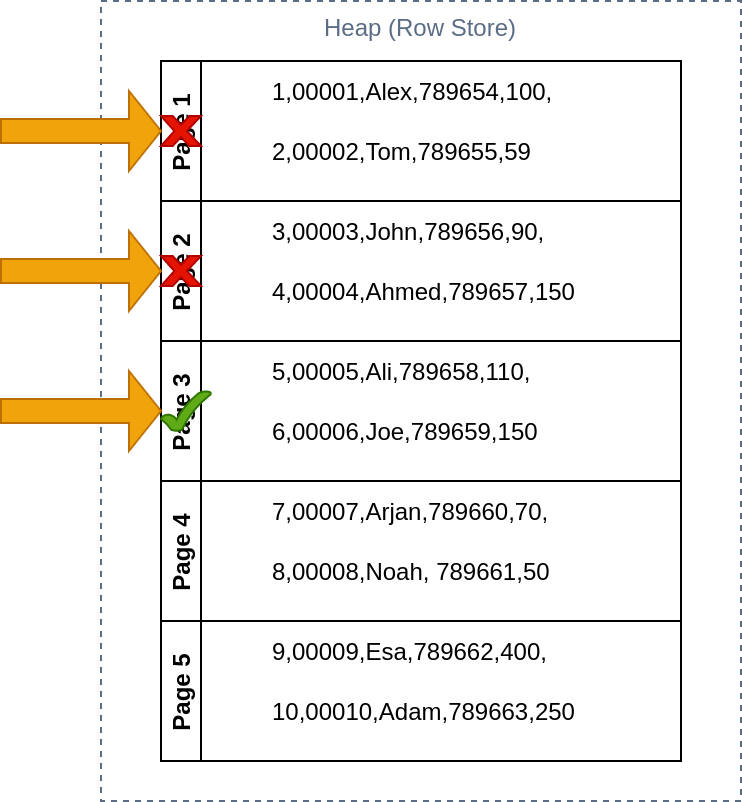 Heap (Row Store)
Page 1
1,00001,Alex,789654,100,
2,00002,Tom,789655,59
Page 2
3,00003,John,789656,90,
4,00004,Ahmed,789657,150
Page 3
5,00005,Ali,789658,110,
6,00006,Joe,789659,150
Page 4
7,00007,Arjan,789660,70,
8,00008,Noah, 789661,50
Page 5
9,00009,Esa,789662,400,
10,00010,Adam,789663,250